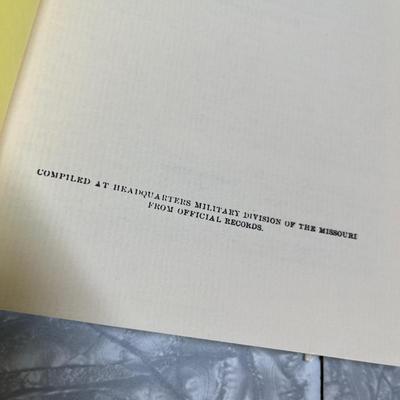 COMPILED AT HEADQUARTERS MILITARY DIVISION OF THE MISSOURI
FROM OFFICIAL RECORDS.